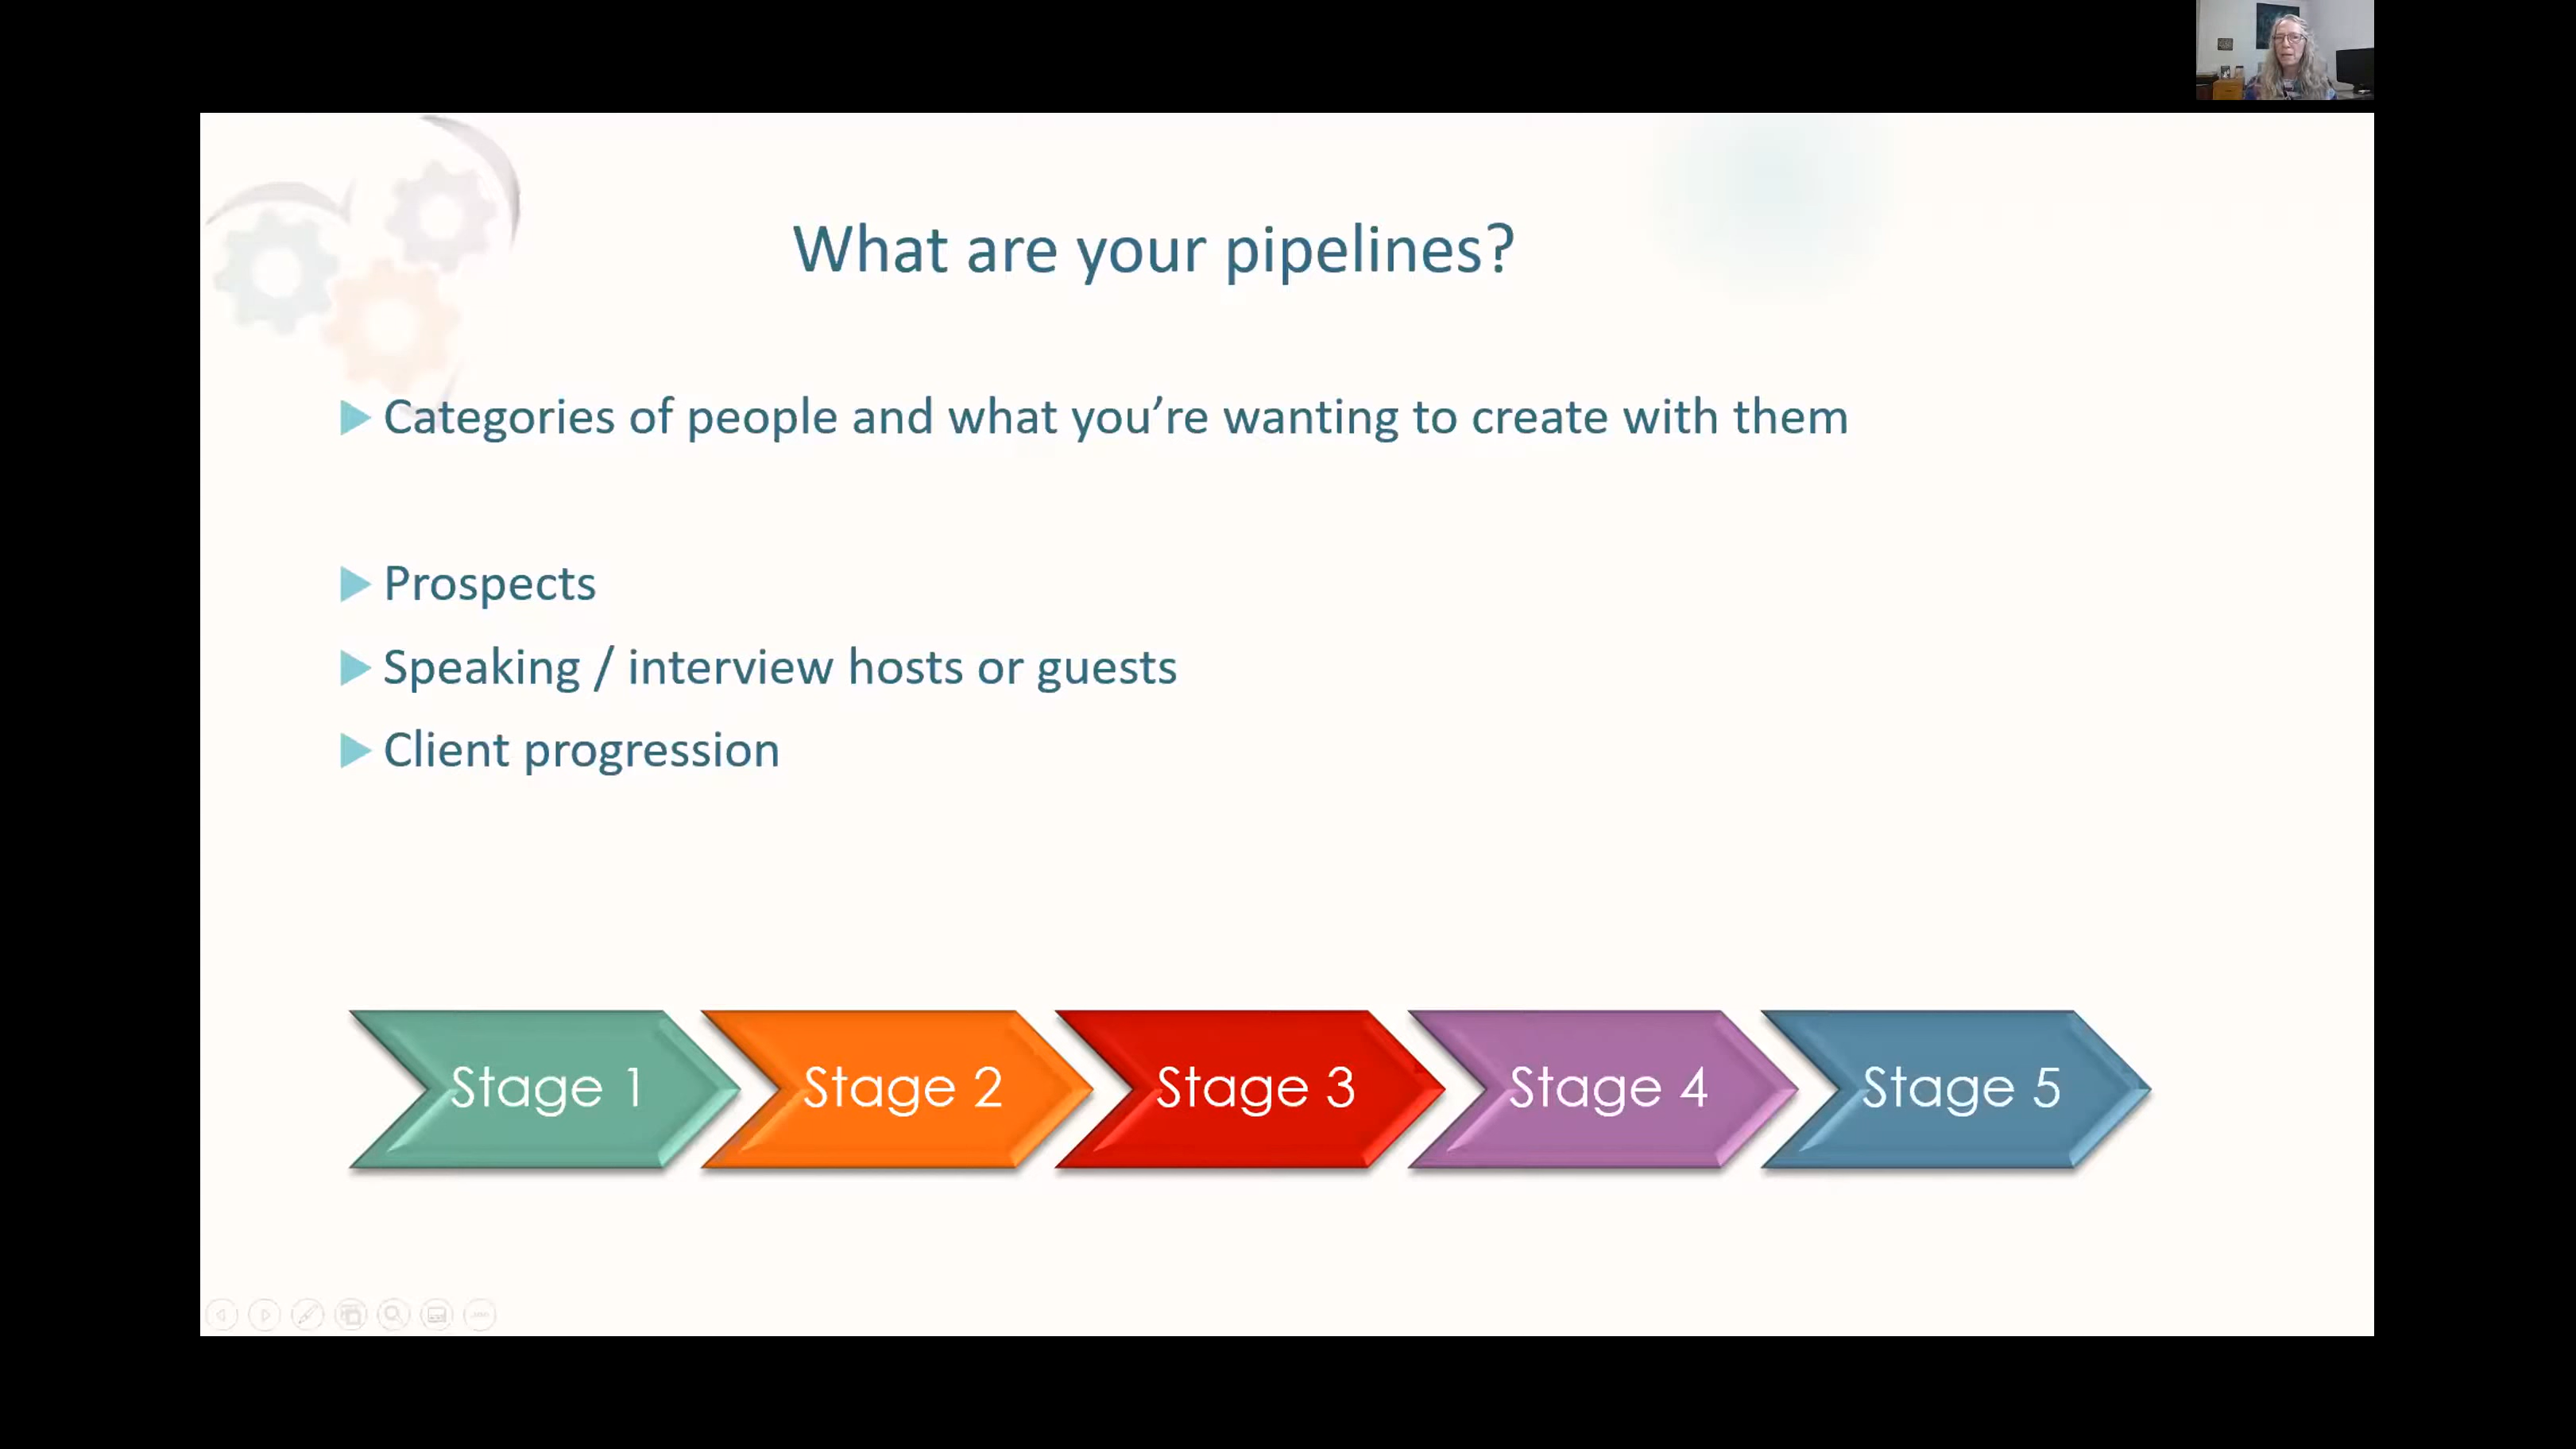 What are your pipelines?
Categories of people and what you’re wanting to create with them
Prospects
Speaking / interview hosts or guests
Client progression
Stage 1
Stage 2
Stage 3
Stage 4
Stage 5